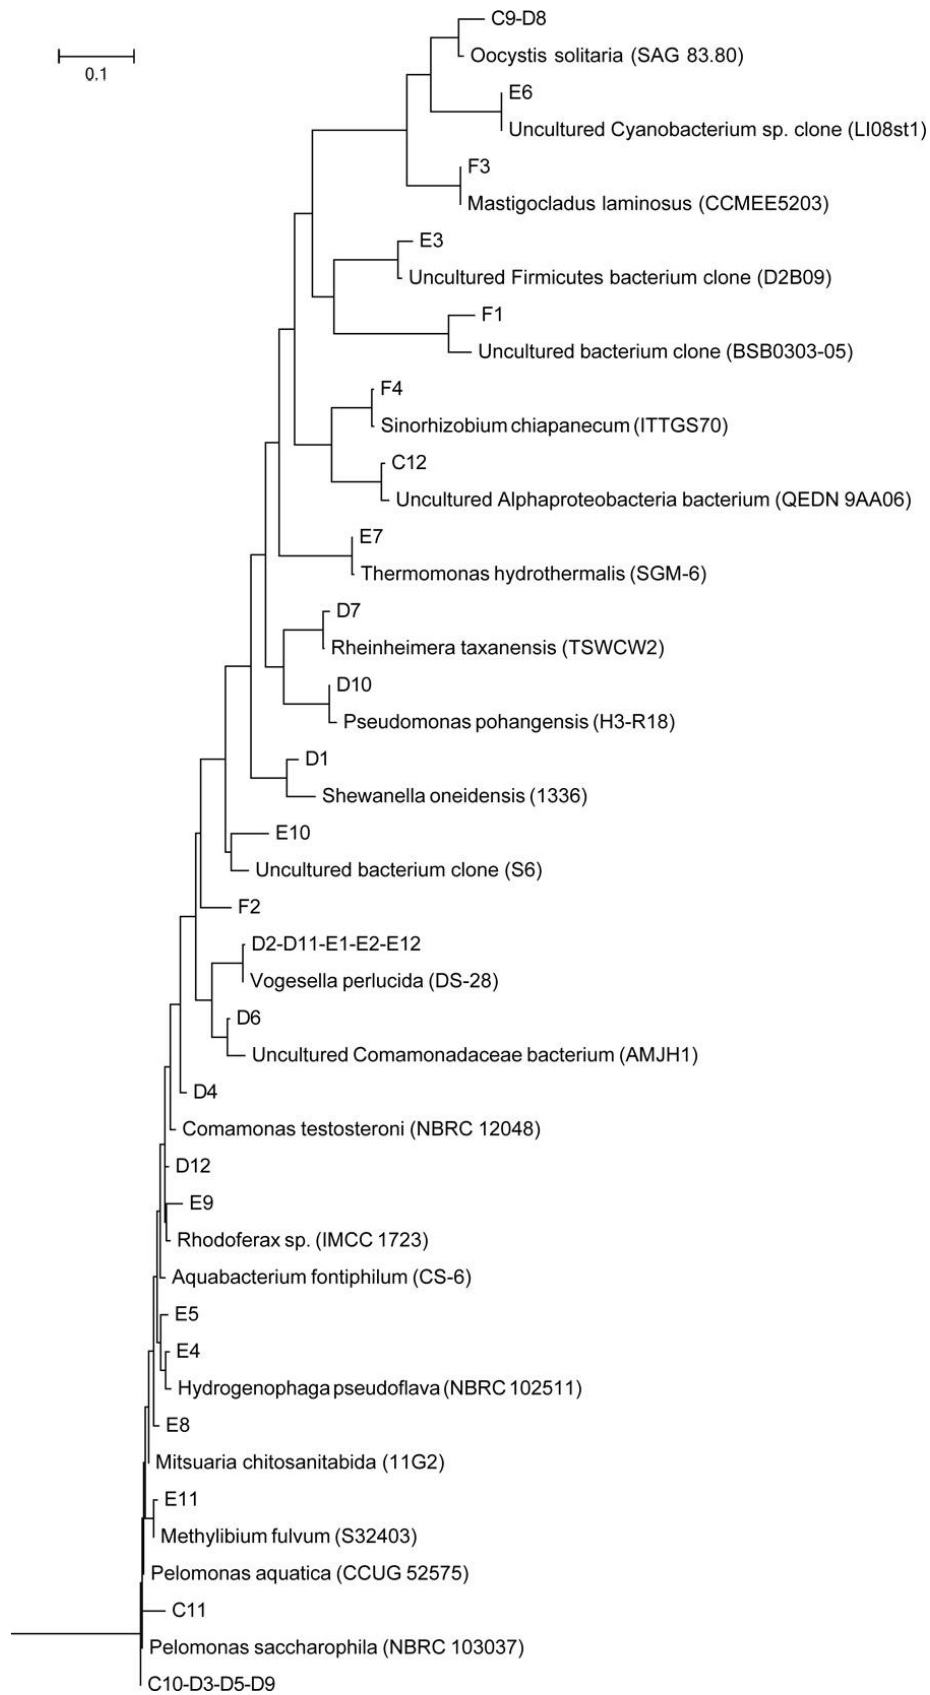 C9-D8
0.1
Oocystis solitaria (SAG 83.80)
E6
Uncultured Cyanobacterium sp. clone (LI08st1)
F3
Mastigocladus laminosus (CCMEE5203)
E3
Uncultured Firmicutes bacterium clone (D2B09)
F1
Uncultured bacterium clone (BSB0303-05)
F4
Sinorhizobium chiapanecum (ITTGS70)
C12
Uncultured Alphaproteobacteria bacterium (QEDN 9AA06)
E7
Thermomonas hydrothermalis (SGM-6)
D7
Rheinheimera taxanensis (TSWCW2)
D10
Pseudomonas pohangensis (H3-R18)
D1
Shewanella oneidensis (1336)
E10
Uncultured bacterium clone (S6)
F2
D2-D11-E1-E2-E12
Vogesella perlucida (DS-28)
D6
Uncultured Comamonadaceae bacterium (AMJH1)
D4
Comamonas testosteroni (NBRC 12048)
D12
E9
Rhodoferax sp. (IMCC 1723)
Aquabacterium fontiphilum (CS-6)
E5
E4
Hydrogenophaga pseudoflava (NBRC 102511)
E8
Mitsuaria chitosanitabida (11G2)
E11
Methylibium fulvum (S32403)
Pelomonas aquatica (CCUG 52575)
C11
Pelomonas saccharophila (NBRC 103037)
C10-D3-D5-D9